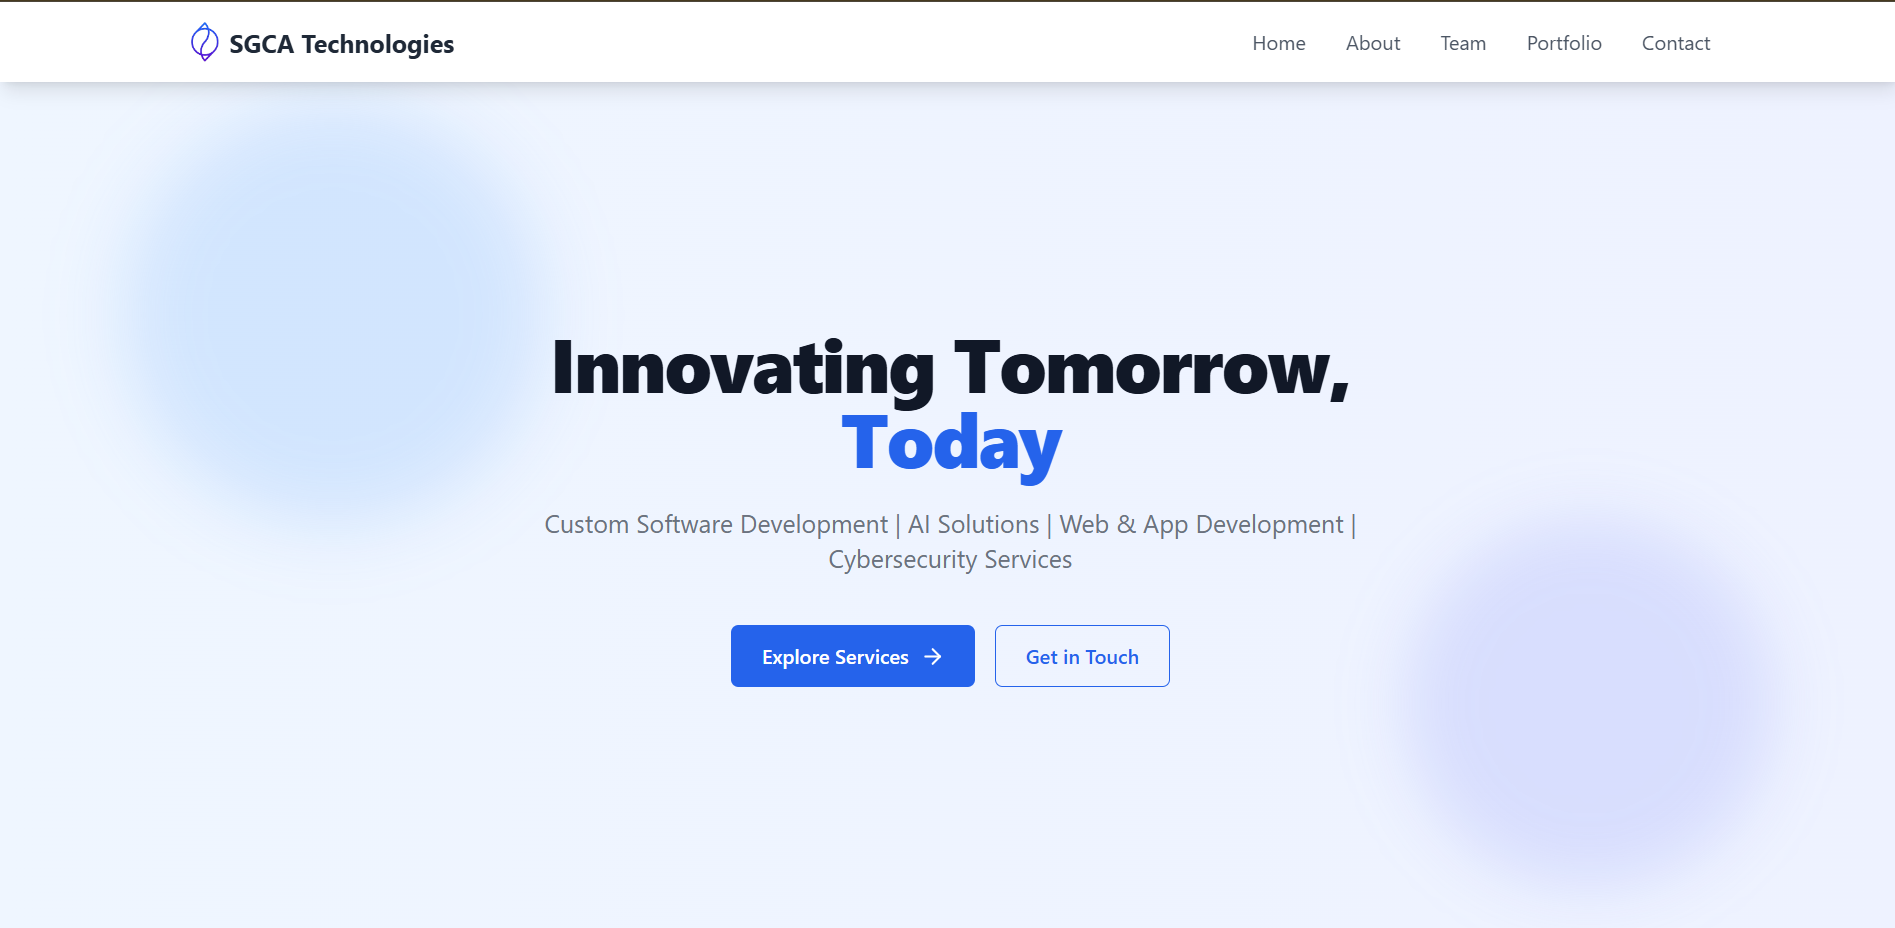 SGCA Technologies
Home About Team Portfolio Contact
Innovating Tomorrow,
Today
Custom Software Development | AI Solutions | Web & App Development |
Cybersecurity Services
Explore Services
Get in Touch